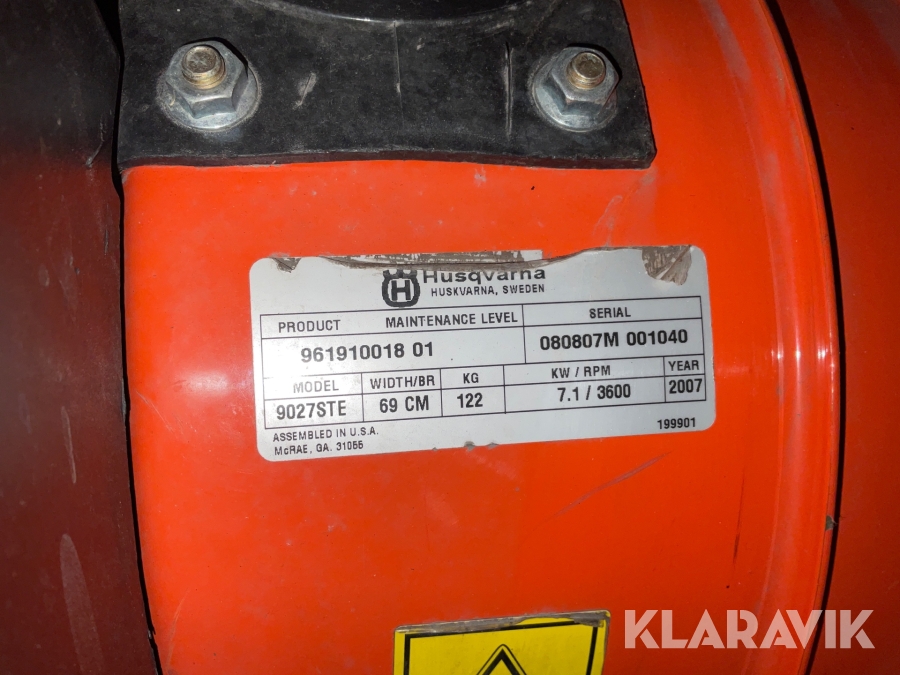 Husqvarna
HUSKVARNA, SWEDEN
PRODUCT MAINTENANCE LEVEL SERIAL
961910018 01 080807M 001040
MODEL WIDTH/BR KG KW / RPM YEAR
9027STE 69 CM 122 7.1 / 3600 2007
ASSEMBLED IN U.S.A. 199901
McRAE, GA. 31055
KLARAVIK